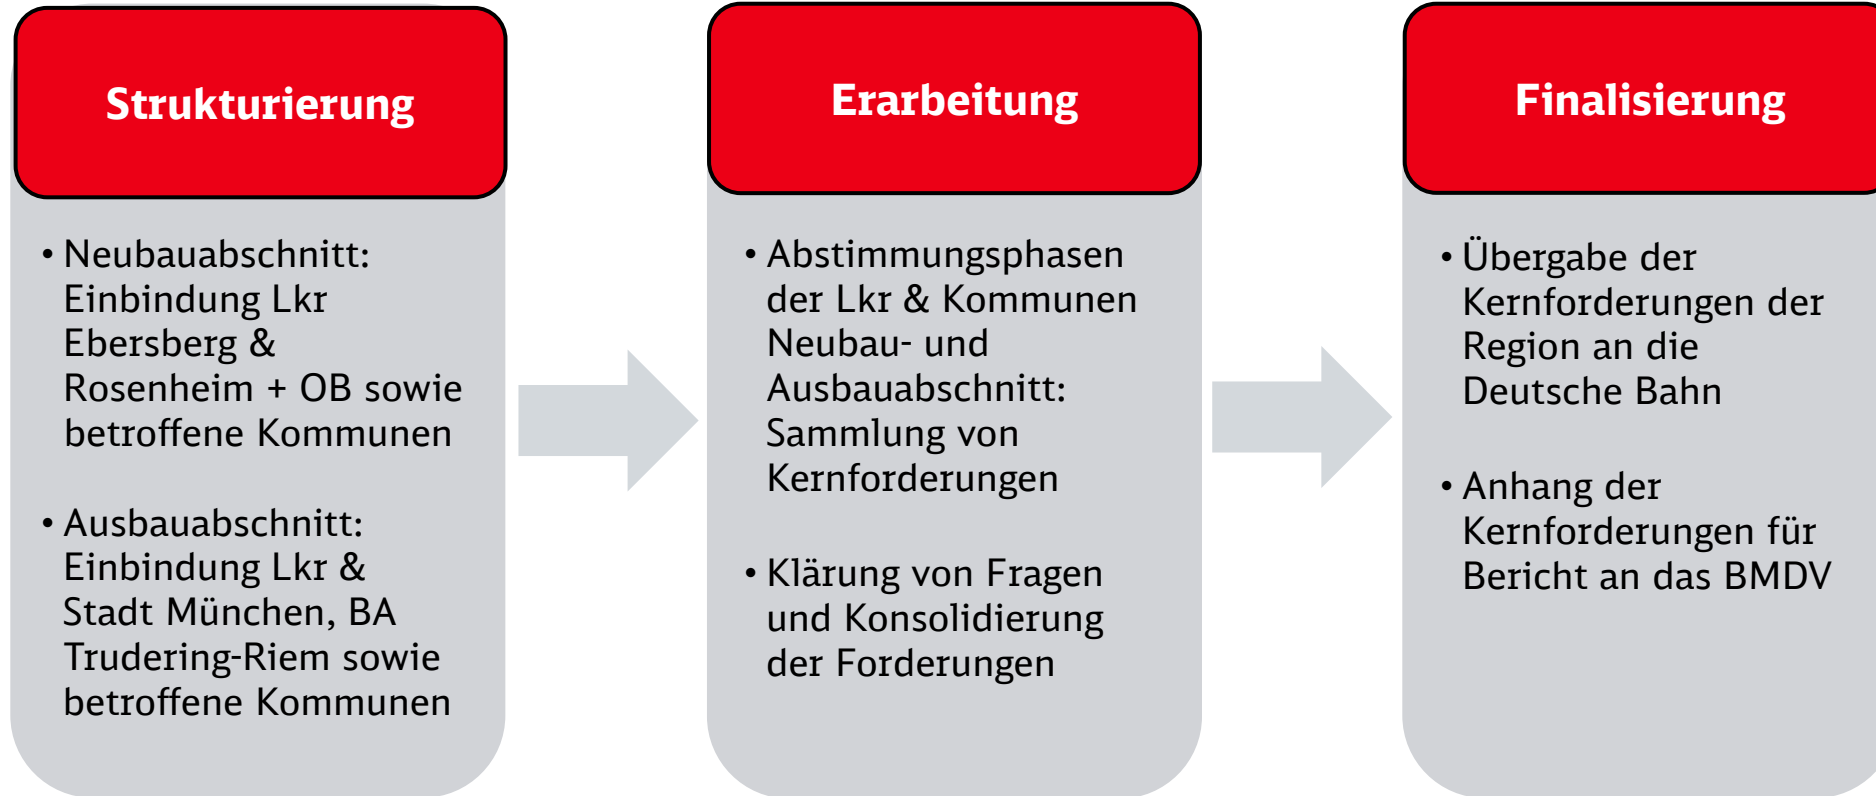 Strukturierung
• Neubauabschnitt:
Einbindung Lkr
Ebersberg &
Rosenheim + OB sowie
betroffene Kommunen
• Ausbauabschnitt:
Einbindung Lkr &
Stadt München, BA
Trudering-Riem sowie
betroffene Kommunen
Erarbeitung
• Abstimmungsphasen
der Lkr & Kommunen
Neubau- und
Ausbauabschnitt:
Sammlung von
Kernforderungen
• Klärung von Fragen
und Konsolidierung
der Forderungen
Finalisierung
• Übergabe der
Kernforderungen der
Region an die
Deutsche Bahn
• Anhang der
Kernforderungen für
Bericht an das BMDV